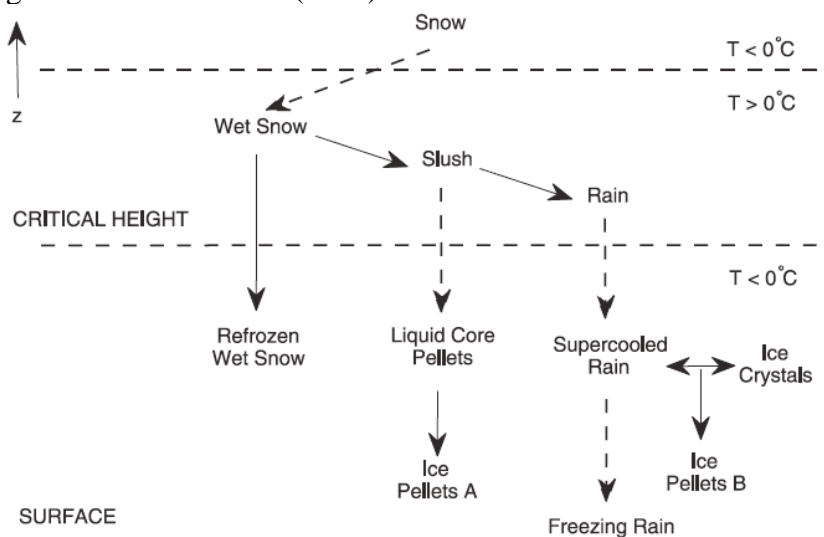 Snow
T < 0°C
T > 0°C
z
Wet Snow
Slush
Rain
CRITICAL HEIGHT
T < 0°C
Refrozen
Wet Snow
Liquid Core
Pellets
Supercooled
Rain
Ice
Crystals
Ice
Pellets A
Ice
Pellets B
SURFACE
Freezing Rain